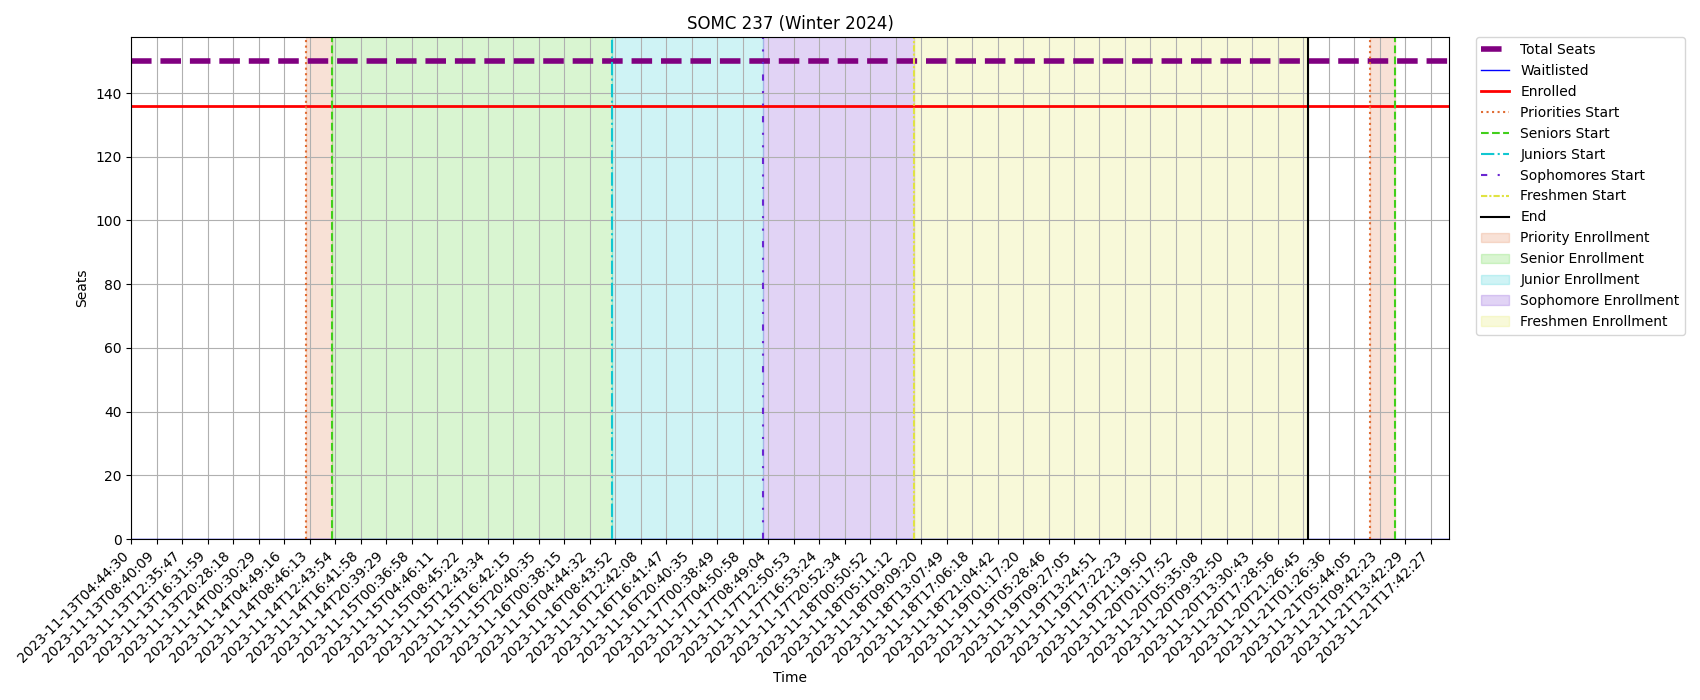 SOMC 237 (Winter 2024)
Seats
140
120
100
80
60
40
20
0
2023-11-13T04:44:30
2023-11-13T08:40:09
2023-11-13T12:35:47
2023-11-13T16:31:59
2023-11-13T20:28:18
2023-11-14T00:30:29
2023-11-14T04:49:16
2023-11-14T08:46:13
2023-11-14T12:43:54
2023-11-14T16:41:58
2023-11-14T20:39:29
2023-11-15T00:36:58
2023-11-15T04:46:11
2023-11-15T08:45:22
2023-11-15T12:43:34
2023-11-15T16:42:15
2023-11-15T20:40:35
2023-11-16T00:38:15
2023-11-16T04:44:32
2023-11-16T08:43:52
2023-11-16T12:42:08
2023-11-16T16:41:47
2023-11-16T20:40:35
2023-11-17T00:38:49
2023-11-17T04:50:58
2023-11-17T08:49:04
2023-11-17T12:50:53
2023-11-17T16:53:24
2023-11-17T20:52:34
2023-11-18T00:50:52
2023-11-18T05:11:12
2023-11-18T09:09:20
2023-11-18T13:07:49
2023-11-18T17:06:18
2023-11-18T21:04:42
2023-11-19T01:17:20
2023-11-19T05:28:46
2023-11-19T09:27:05
2023-11-19T13:24:51
2023-11-19T17:22:23
2023-11-19T21:19:50
2023-11-20T01:17:52
2023-11-20T05:35:08
2023-11-20T09:32:50
2023-11-20T13:30:43
2023-11-20T17:28:56
2023-11-20T21:26:45
2023-11-21T01:26:36
2023-11-21T05:44:05
2023-11-21T09:42:23
2023-11-21T13:42:29
2023-11-21T17:42:27
Time
Total Seats
Waitlisted
Enrolled
Priorities Start
Seniors Start
Juniors Start
Sophomores Start
Freshmen Start
End
Priority Enrollment
Senior Enrollment
Junior Enrollment
Sophomore Enrollment
Freshmen Enrollment